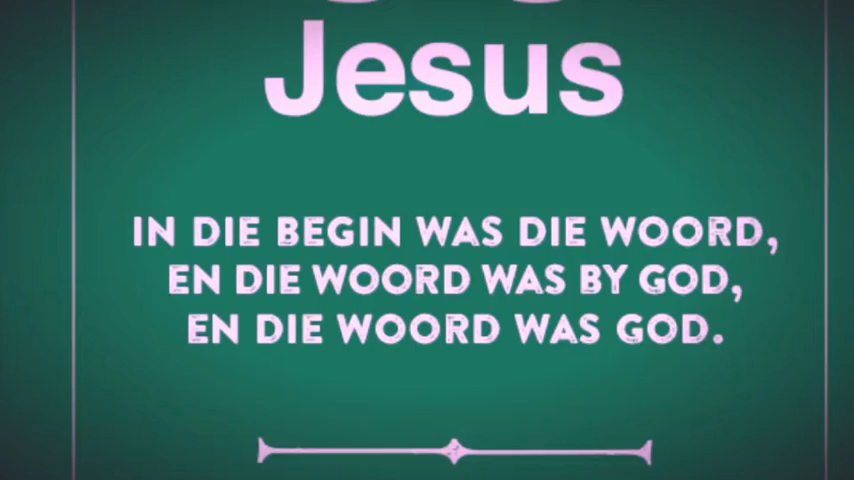 Jesus
IN DIE BEGIN WAS DIE WOORD,
EN DIE WOORD WAS BY GOD,
EN DIE WOORD WAS GOD.